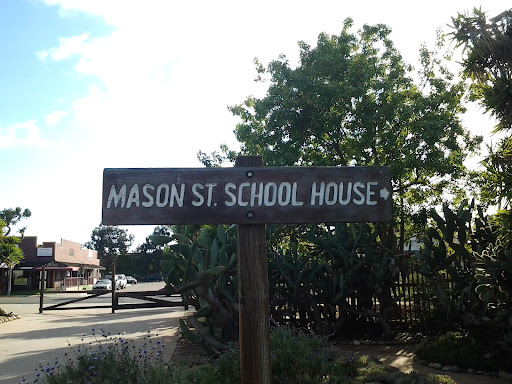 MASON ST. SCHOOL HOUSE →